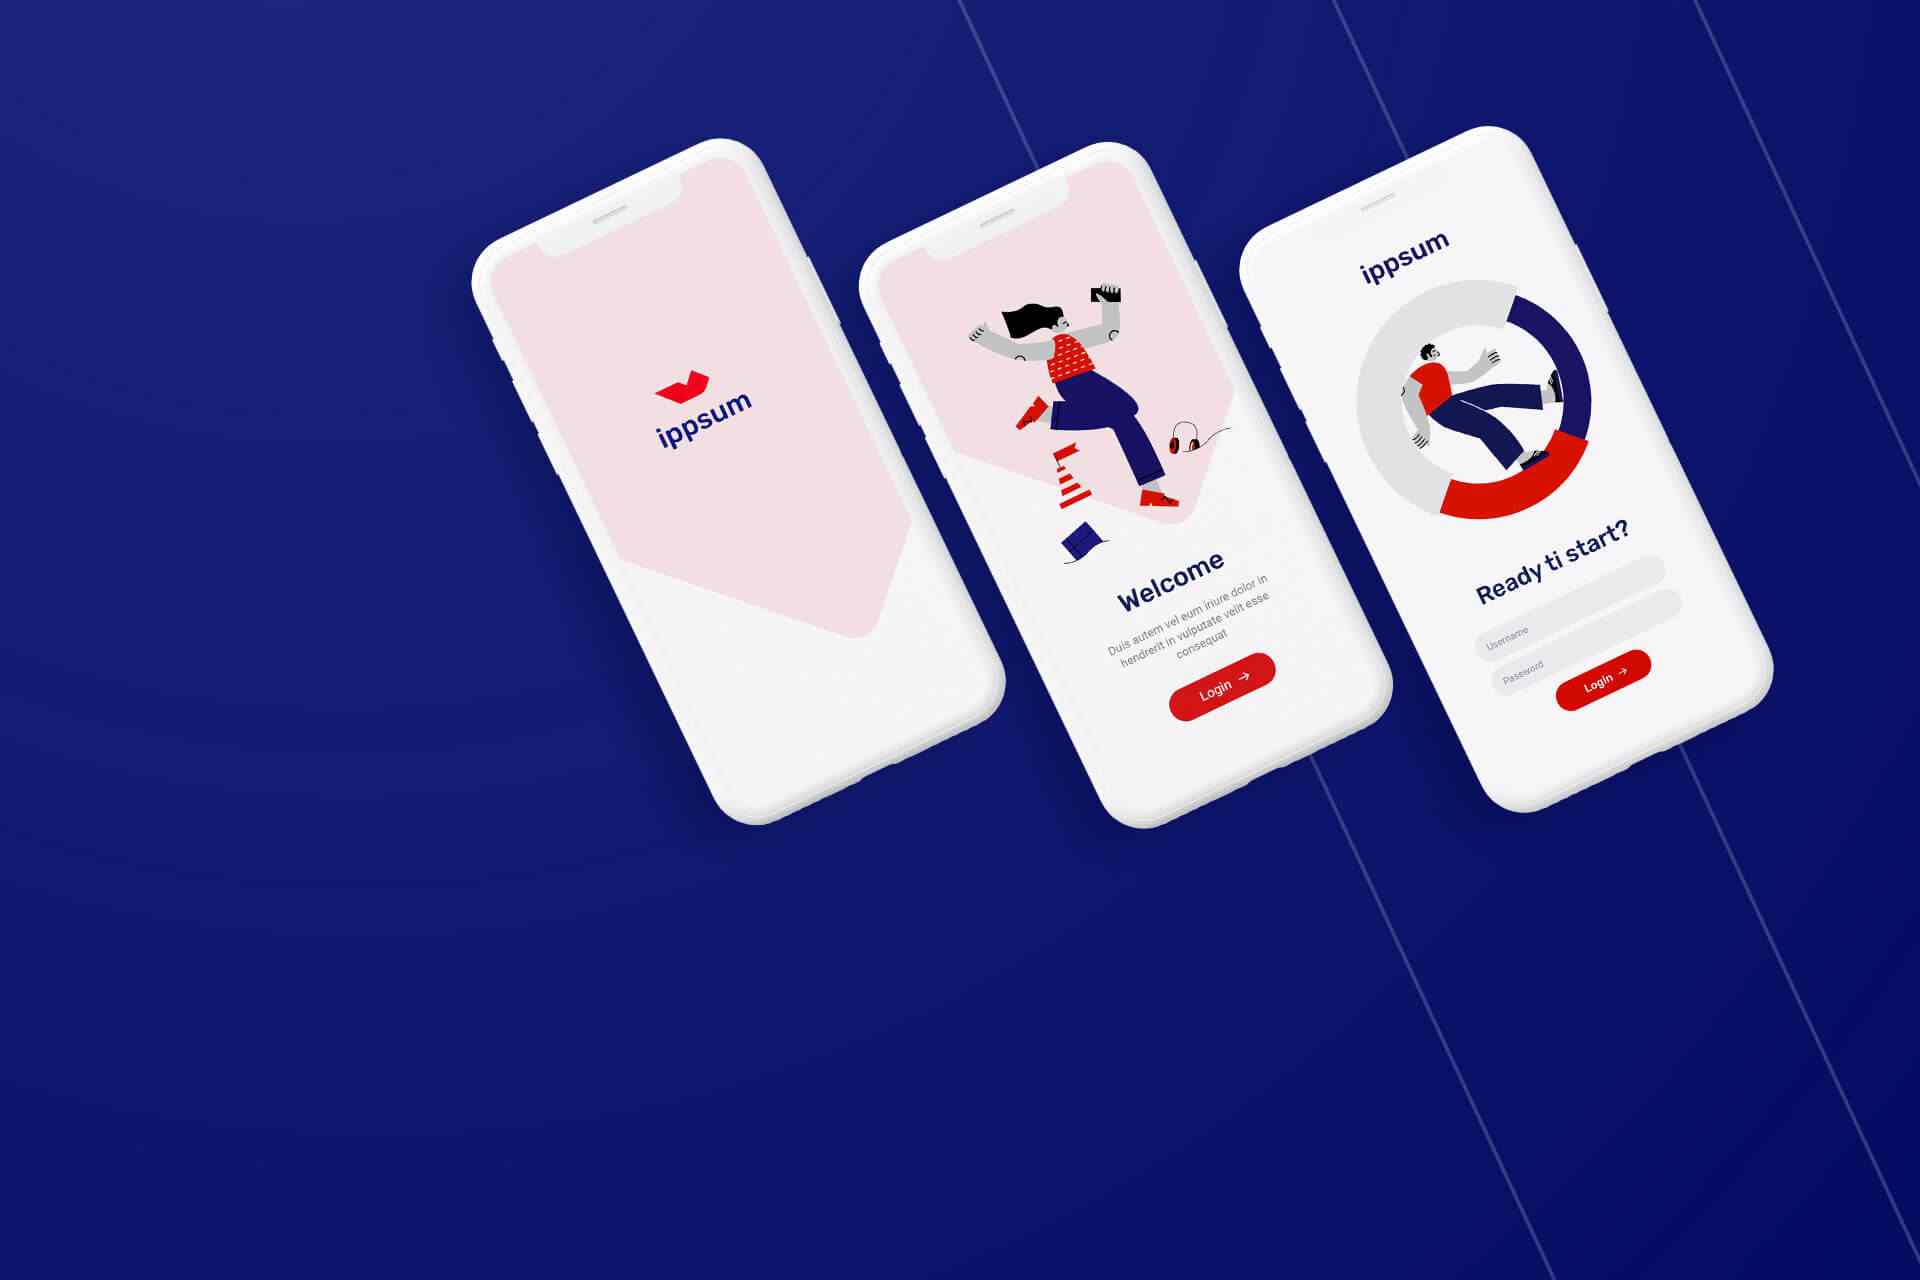 ippsum
Welcome
Duis autem vel eum iriure dolor in
hendrerit in vulputate velit esse
consequat
Login →
ippsum
Ready ti start?
Username
Password
Login →